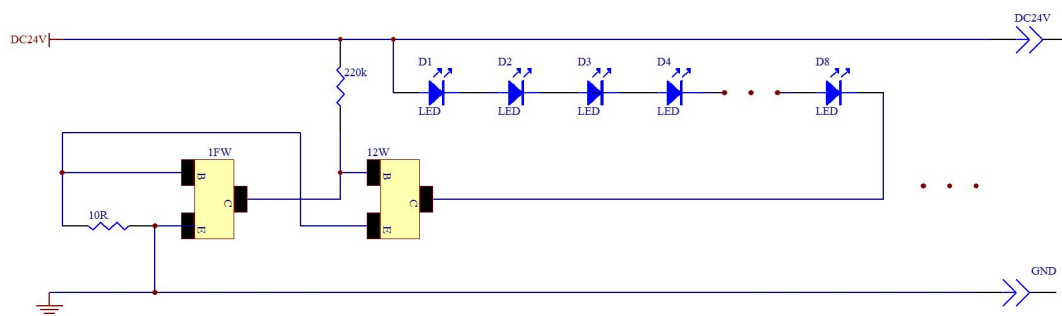 DC24V
DC24V
220k
D1
D2
D3
D4
D8
LED
LED
LED
LED
LED
1FW
12W
B
C
E
B
C
E
10R
GND